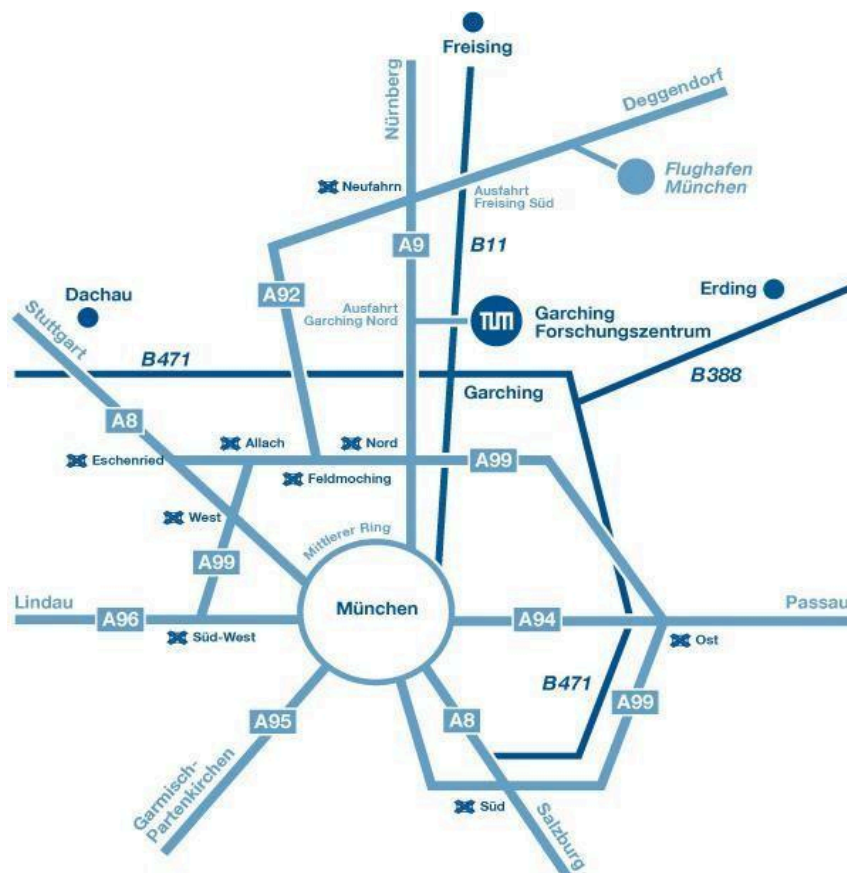 Freising
Nürnberg
Deggendorf
Neufahrn
Flughafen
München
Ausfahrt
Freising Süd
A9
B11
A92
Dachau
Stuttgart
Ausfahrt
Garching Nord
TUM
Garching
Forschungszentrum
Erding
B471
Garching
B388
A8
Allach
Nord
Eschenried
Feldmoching
A99
West
Mittlerer Ring
A99
Lindau
A96
München
A94
Passau
Süd-West
Ost
B471
A95
A8
A99
Garmisch-
Partenkirchen
Süd
Salzburg